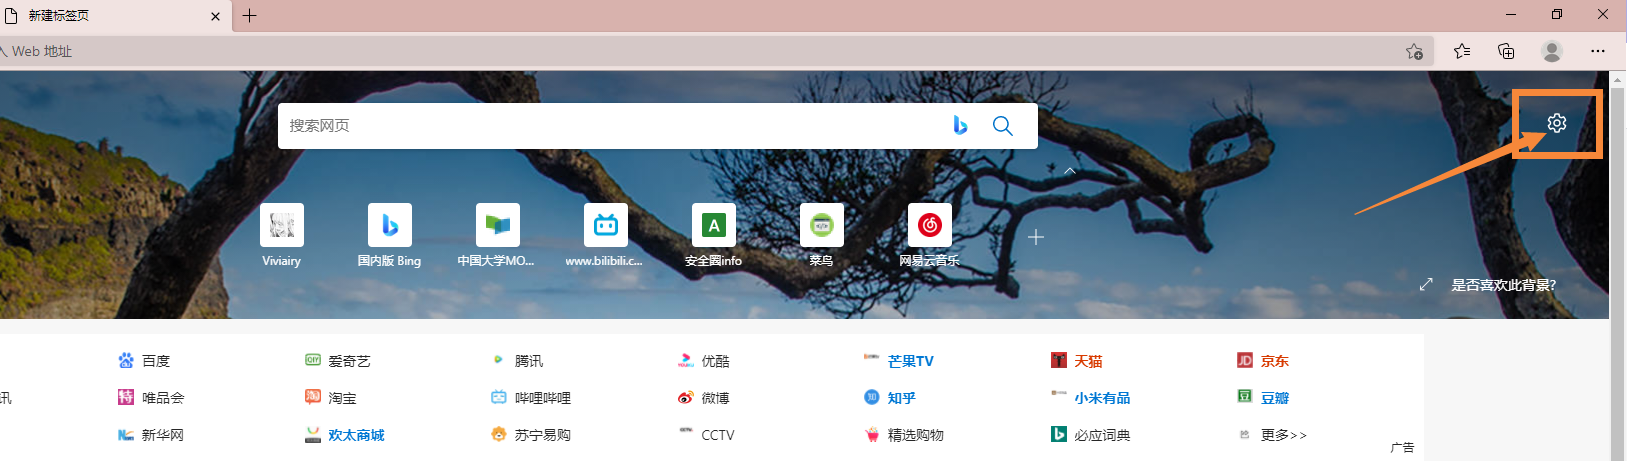 新建标签页
入 Web 地址
搜索网页
Viviairy
国内版 Bing
中国大学MO...
www.bilibili.c...
安全圈info
菜鸟
网易云音乐
是否喜欢此背景?
百度
爱奇艺
腾讯
优酷
芒果TV
天猫
京东
讯
唯品会
淘宝
哔哩哔哩
微博
知乎
小米有品
豆瓣
新华网
欢太商城
苏宁易购
CCTV
精选购物
必应词典
更多>>
广告